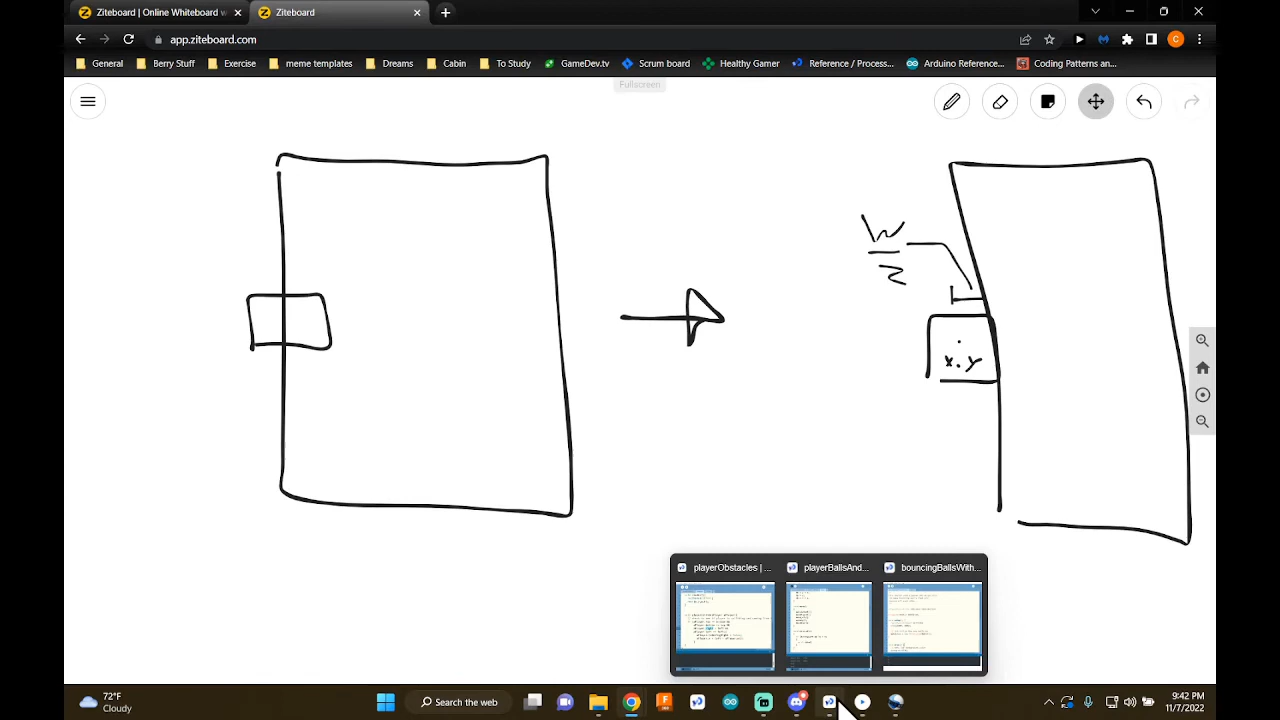 Ziteboard | Online Whiteboard w
Ziteboard
app.ziteboard.com
General
Berry Stuff
Exercise
meme templates
Dreams
Cabin
To Study
GameDev.tv
Scrum board
Healthy Gamer
Reference / Process...
Arduino Reference...
Coding Patterns an...
Fullscreen
W
2
x.y
playerObstacles | ...
playerBallsAnd...
bouncingBallsWith...
72°F
Cloudy
Search the web
9:42 PM
11/7/2022